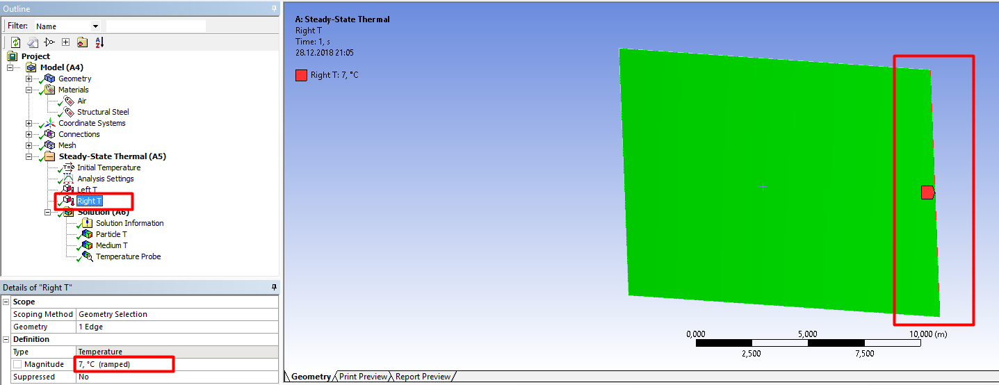 Outline
Filter: Name
Project
Model (A4)
Geometry
Materials
Air
Structural Steel
Coordinate Systems
Connections
Mesh
Steady-State Thermal (A5)
Initial Temperature
Analysis Settings
Left T
Right T
Solution (A6)
Solution Information
Particle T
Medium T
Temperature Probe
Details of "Right T"
Scope
Scoping Method Geometry Selection
Geometry 1 Edge
Definition
Type Temperature
Magnitude 7, °C (ramped)
Suppressed No
A: Steady-State Thermal
Right T
Time: 1, s
28.12.2018 21:05
Right T: 7, °C
0,000 5,000 10,000 (m)
2,500 7,500
Geometry Print Preview Report Preview